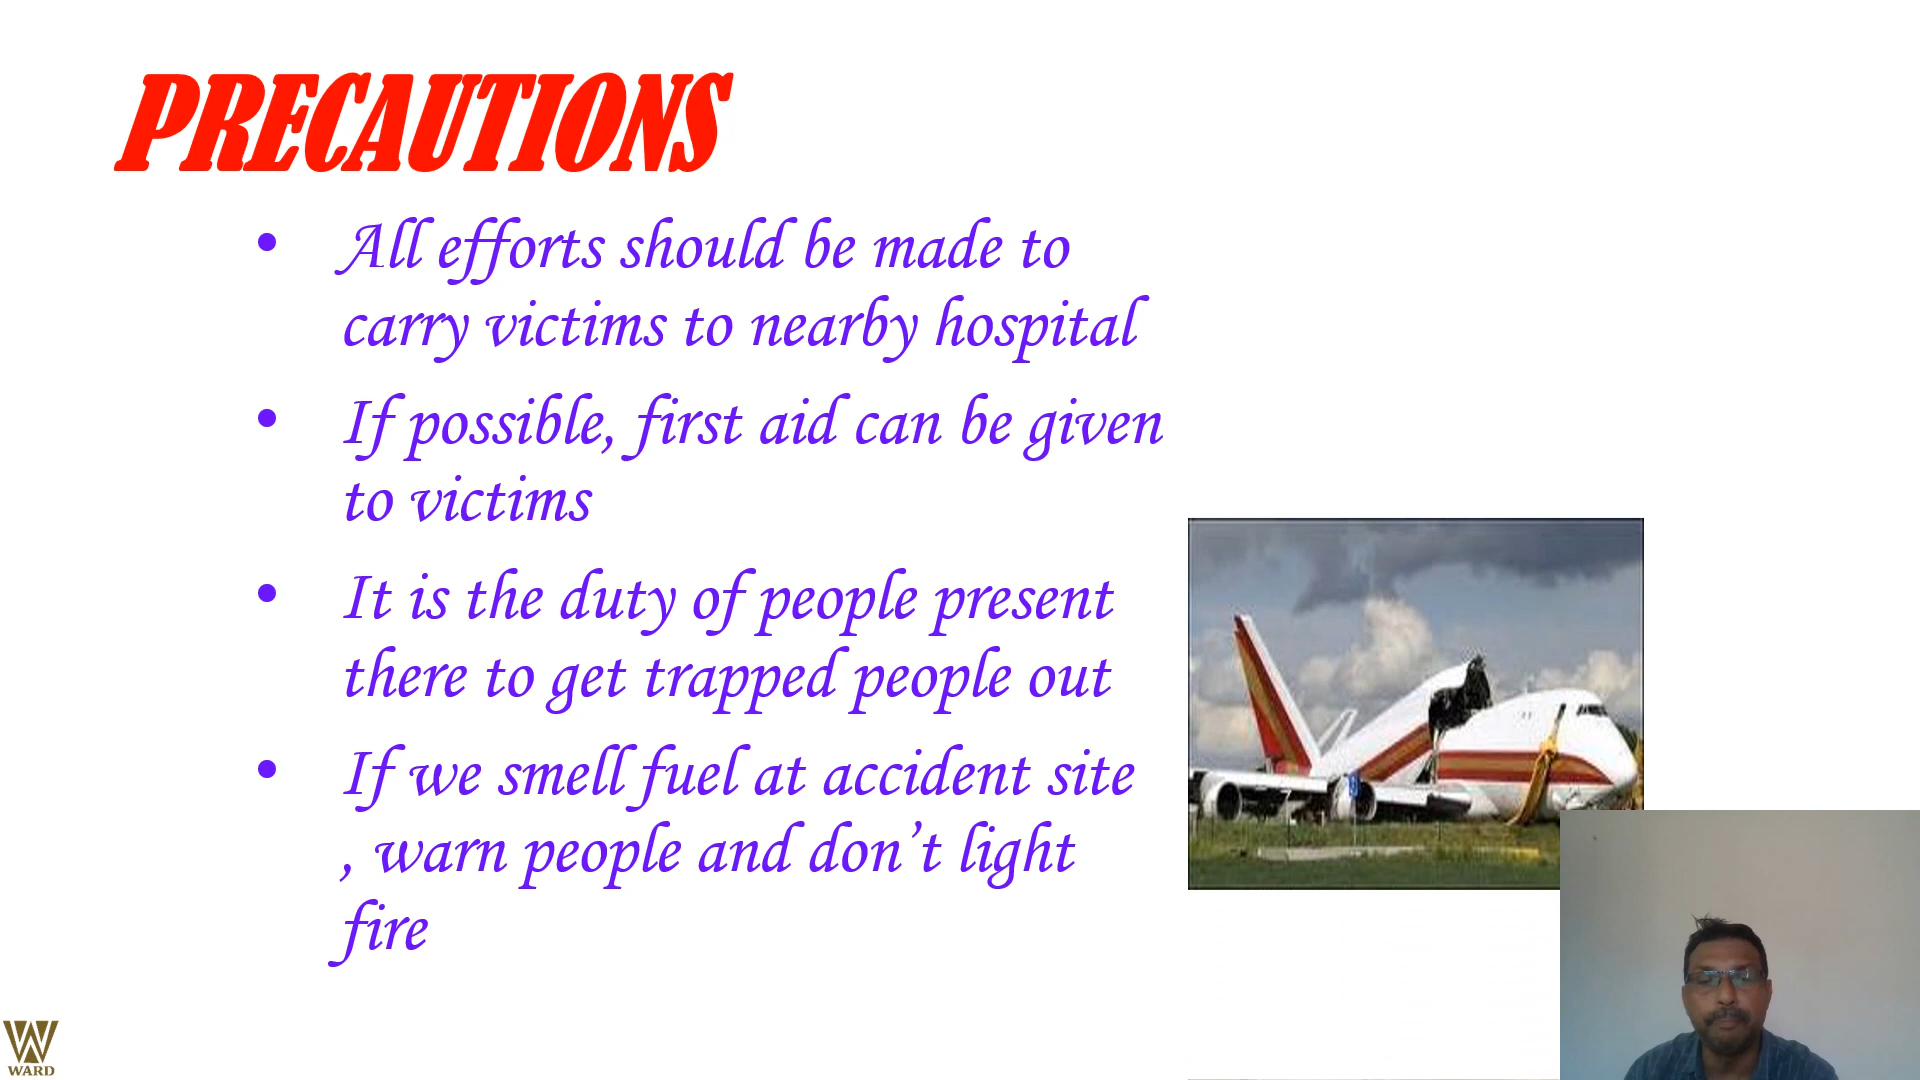 PRECAUTIONS
• All efforts should be made to
carry victims to nearby hospital
• If possible, first aid can be given
to victims
• It is the duty of people present
there to get trapped people out
• If we smell fuel at accident site
, warn people and don’t light
fire
WARD